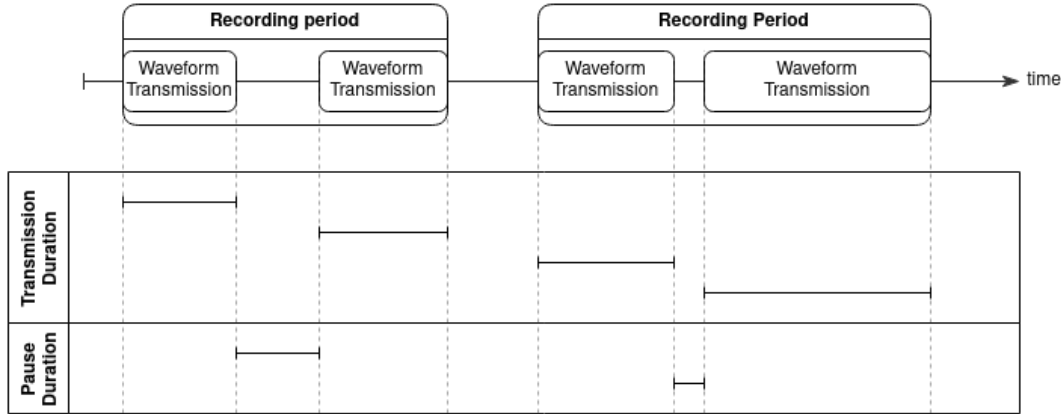 Recording period
Recording Period
Waveform
Transmission
Waveform
Transmission
Waveform
Transmission
Waveform
Transmission
time
Transmission
Duration
Pause
Duration